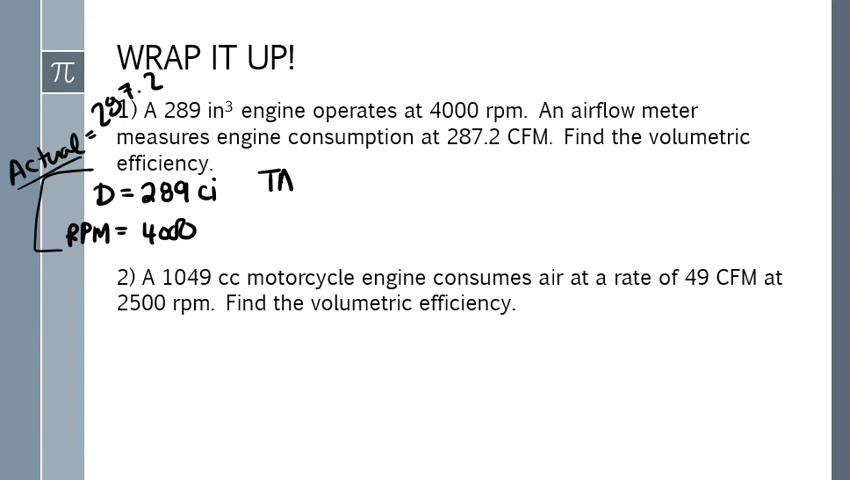 WRAP IT UP!
π
1) A 289 in³ engine operates at 4000 rpm. An airflow meter
measures engine consumption at 287.2 CFM. Find the volumetric
efficiency.
Actual = 287.2
D = 289 ci
TA
RPM = 4000
2) A 1049 cc motorcycle engine consumes air at a rate of 49 CFM at
2500 rpm. Find the volumetric efficiency.